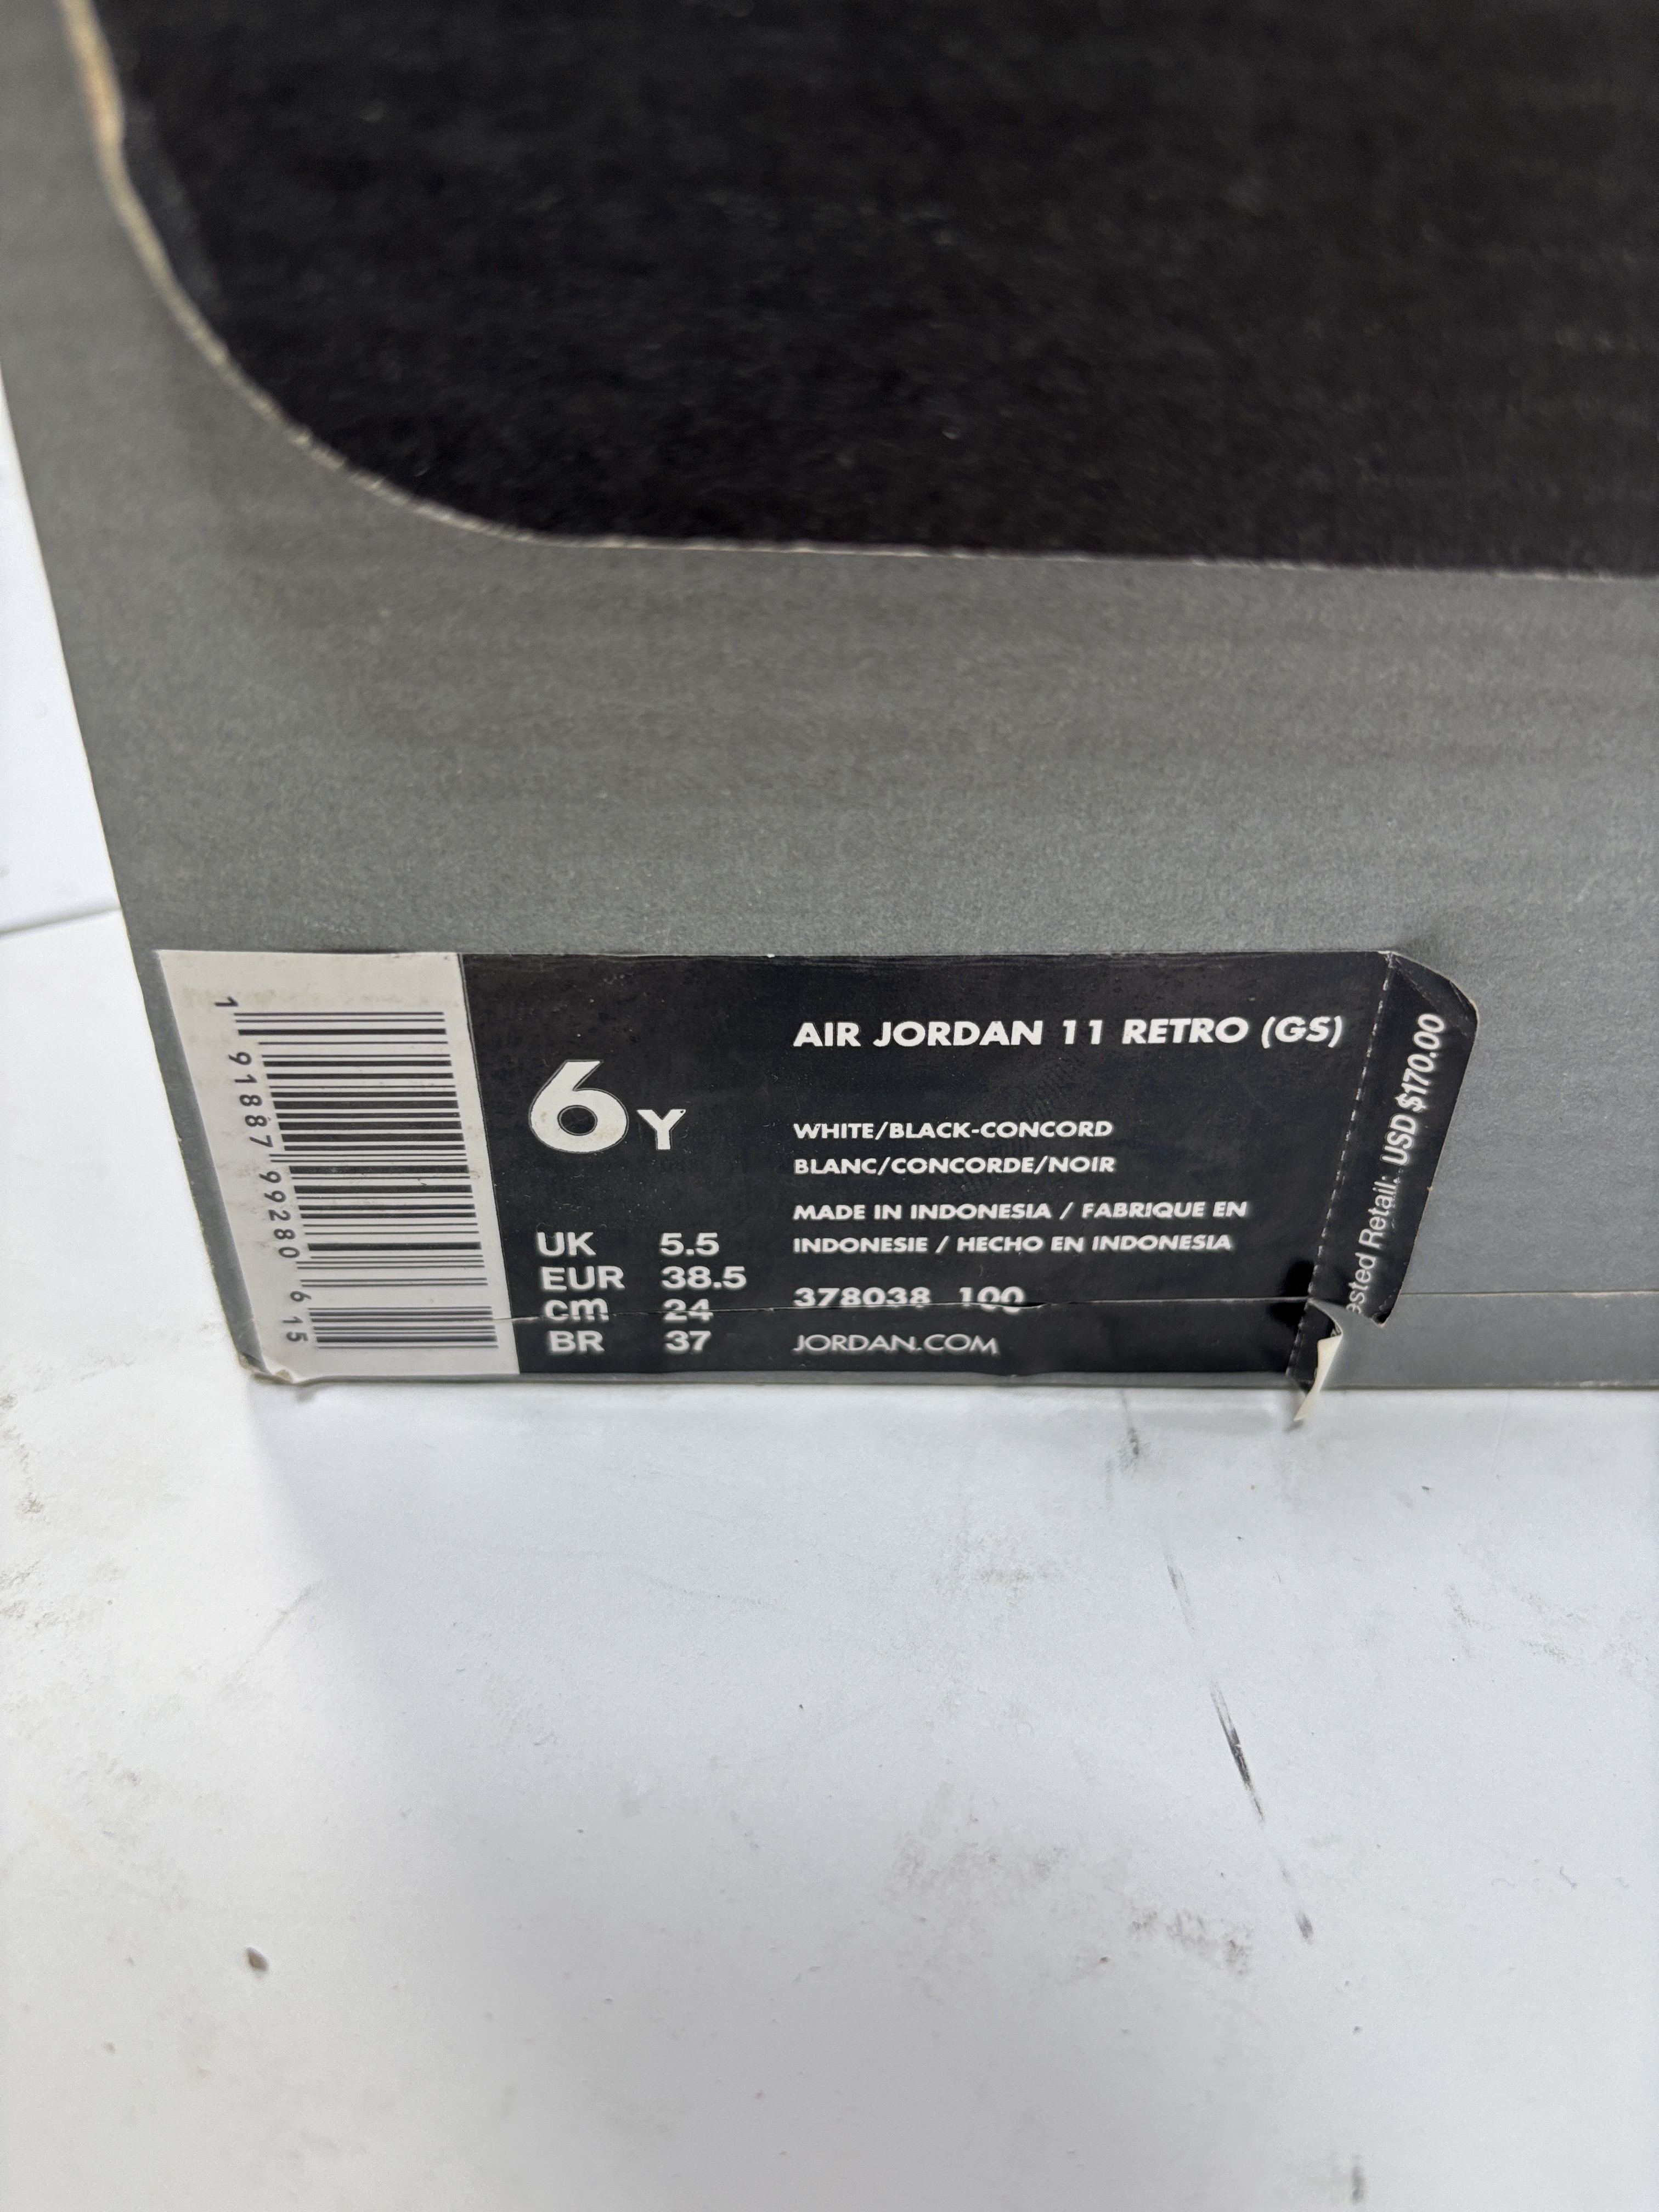 1 91887 99280 6 15
6Y
UK 5.5
EUR 38.5
cm 24
BR 37
AIR JORDAN 11 RETRO (GS)
WHITE/BLACK-CONCORD
BLANC/CONCORDE/NOIR
MADE IN INDONESIA / FABRIQUE EN
INDONESIE / HECHO EN INDONESIA
378038 100
JORDAN.COM
ested Retail: USD $170.00